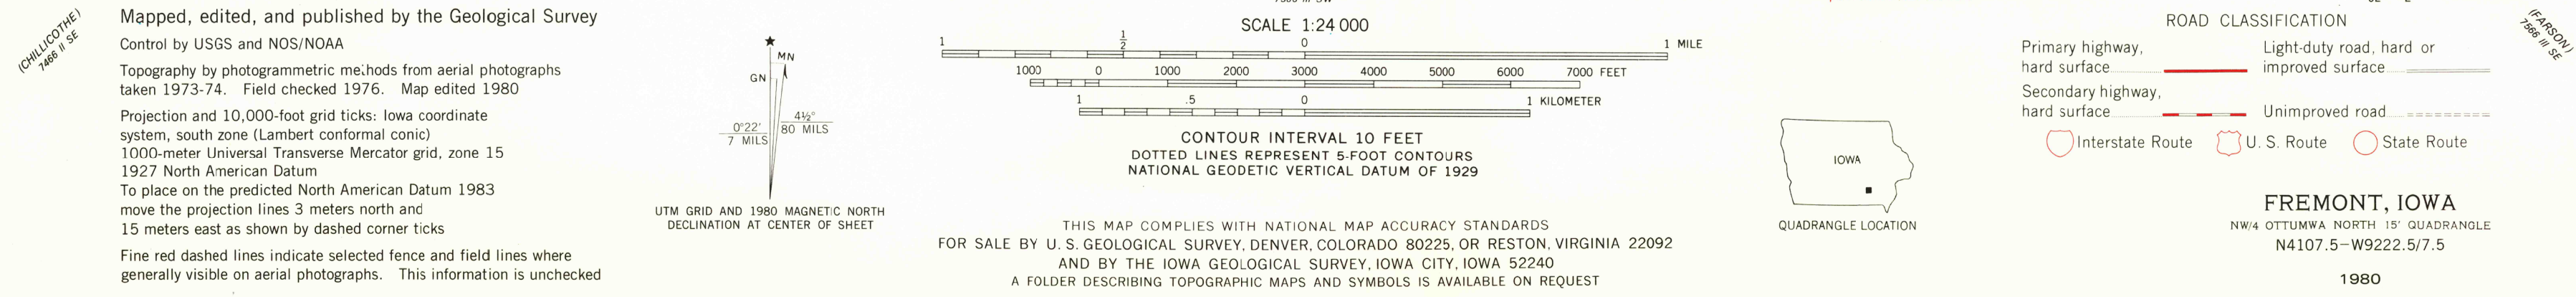 (CHILLICOTHE)
7466 II SE
Mapped, edited, and published by the Geological Survey
Control by USGS and NOS/NOAA
Topography by photogrammetric methods from aerial photographs
taken 1973-74. Field checked 1976. Map edited 1980
Projection and 10,000-foot grid ticks: Iowa coordinate
system, south zone (Lambert conformal conic)
1000-meter Universal Transverse Mercator grid, zone 15
1927 North American Datum
To place on the predicted North American Datum 1983
move the projection lines 3 meters north and
15 meters east as shown by dashed corner ticks
Fine red dashed lines indicate selected fence and field lines where
generally visible on aerial photographs. This information is unchecked
★
MN
GN
0°22'
7 MILS
4½°
80 MILS
UTM GRID AND 1980 MAGNETIC NORTH
DECLINATION AT CENTER OF SHEET
SCALE 1:24 000
1 ½ 0 1 MILE
1000 0 1000 2000 3000 4000 5000 6000 7000 FEET
1 .5 0 1 KILOMETER
CONTOUR INTERVAL 10 FEET
DOTTED LINES REPRESENT 5-FOOT CONTOURS
NATIONAL GEODETIC VERTICAL DATUM OF 1929
THIS MAP COMPLIES WITH NATIONAL MAP ACCURACY STANDARDS
FOR SALE BY U. S. GEOLOGICAL SURVEY, DENVER, COLORADO 80225, OR RESTON, VIRGINIA 22092
AND BY THE IOWA GEOLOGICAL SURVEY, IOWA CITY, IOWA 52240
A FOLDER DESCRIBING TOPOGRAPHIC MAPS AND SYMBOLS IS AVAILABLE ON REQUEST
IOWA
QUADRANGLE LOCATION
ROAD CLASSIFICATION
Primary highway,
hard surface
Light-duty road, hard or
improved surface
Secondary highway,
hard surface
Unimproved road
Interstate Route
U. S. Route
State Route
(FARSON)
7566 III SE
FREMONT, IOWA
NW/4 OTTUMWA NORTH 15' QUADRANGLE
N4107.5–W9222.5/7.5
1980